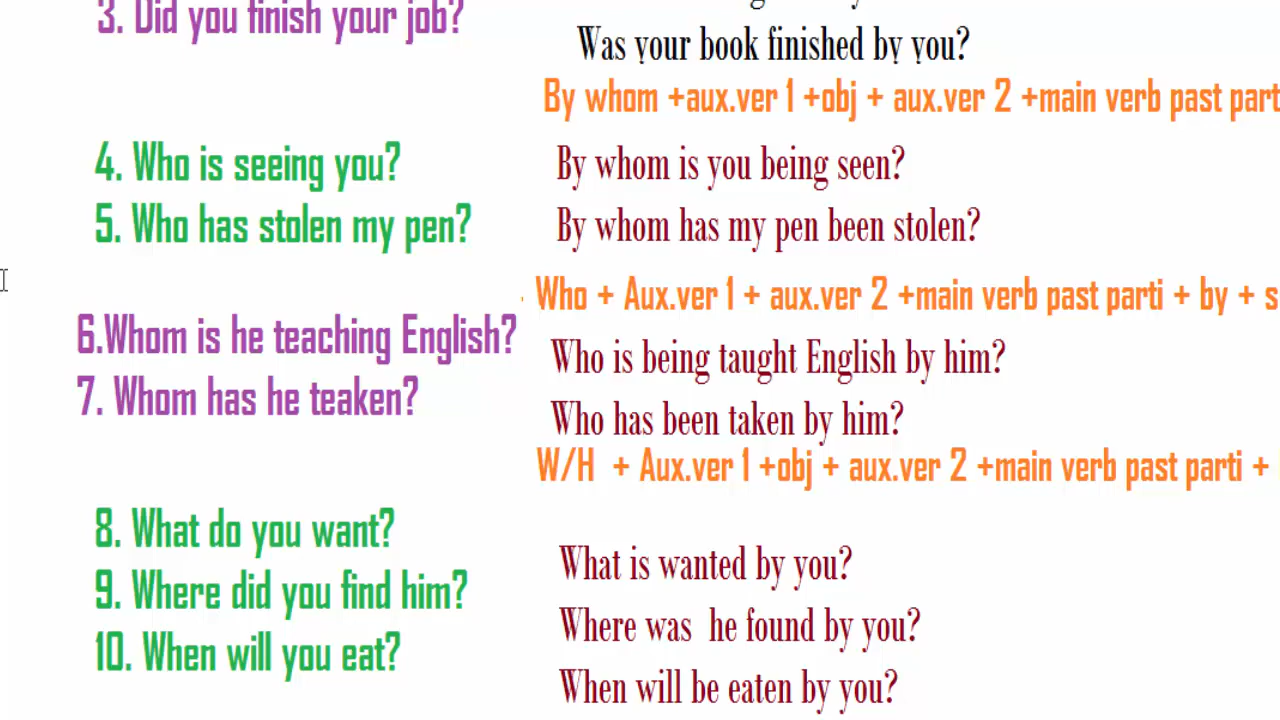 3. Did you finish your job?
Was your book finished by you?
By whom +aux.ver 1 +obj + aux.ver 2 +main verb past part
4. Who is seeing you?
By whom is you being seen?
5. Who has stolen my pen?
By whom has my pen been stolen?
Who + Aux.ver 1 + aux.ver 2 +main verb past parti + by + s
6.Whom is he teaching English?
Who is being taught English by him?
7. Whom has he teaken?
Who has been taken by him?
W/H + Aux.ver 1 +obj + aux.ver 2 +main verb past parti +
8. What do you want?
What is wanted by you?
9. Where did you find him?
Where was he found by you?
10. When will you eat?
When will be eaten by you?